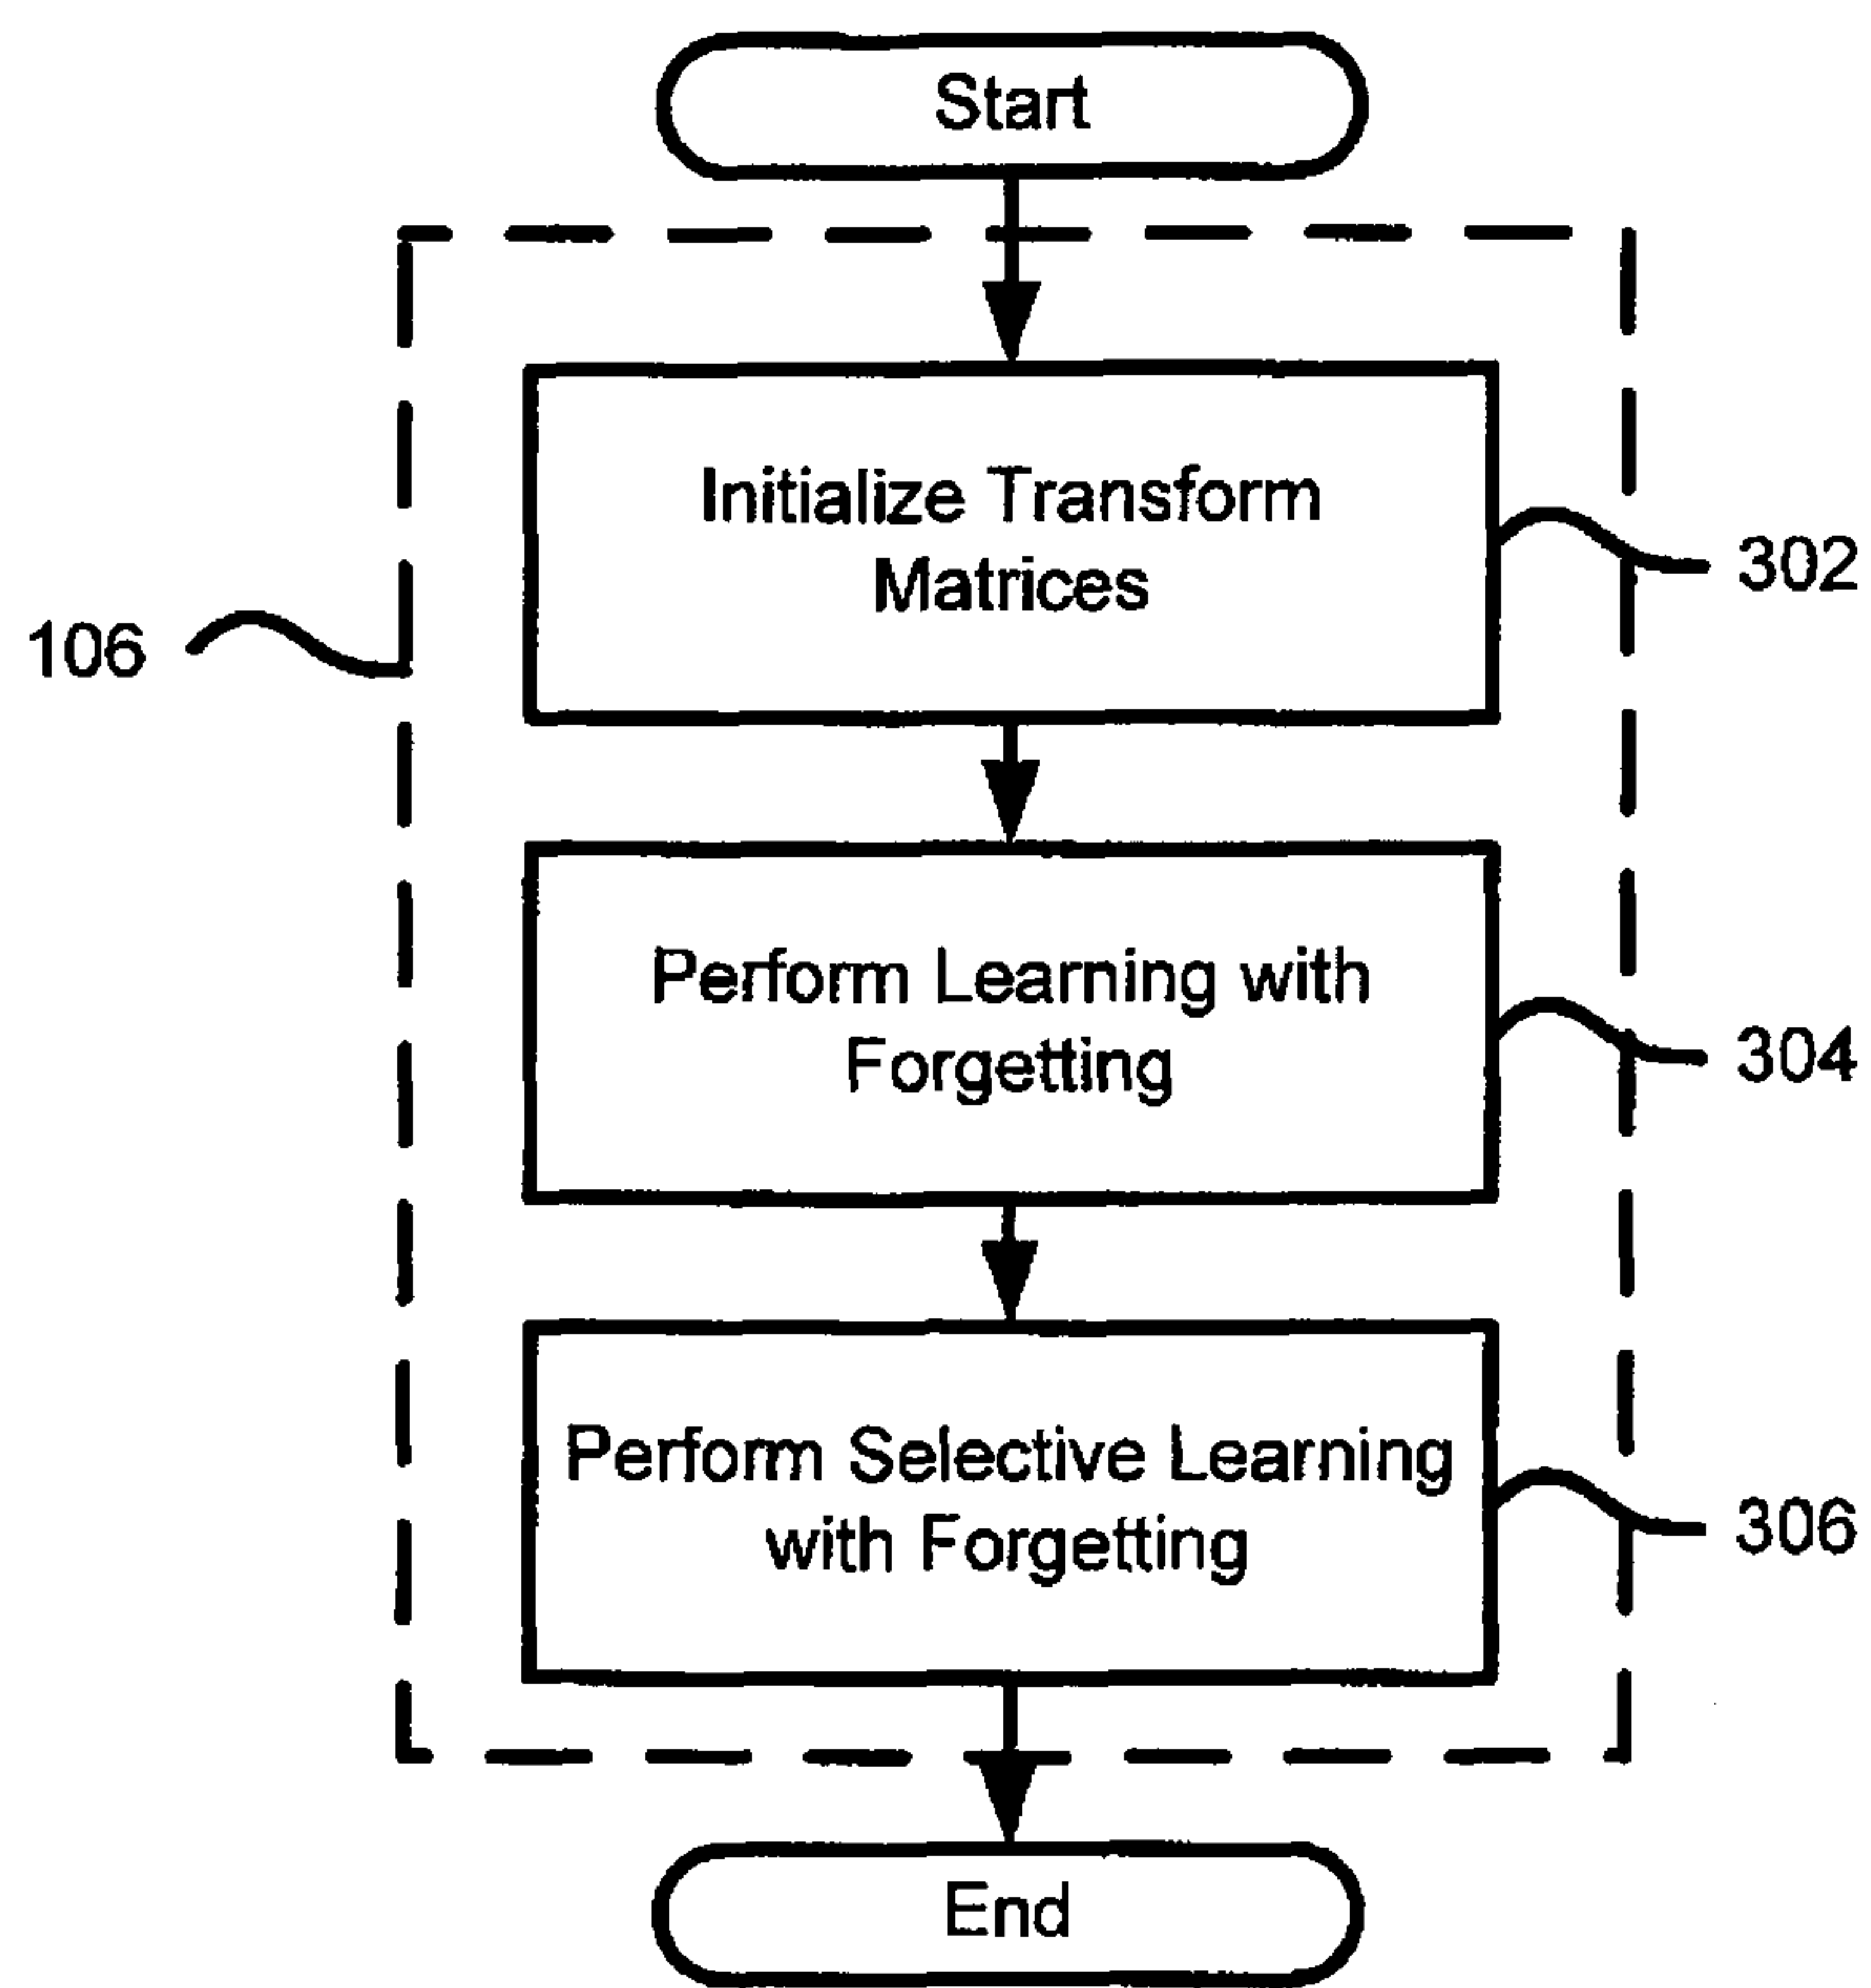 Start
Initialize Transform
Matrices
302
106
Perform Learning with
Forgetting
304
Perform Selective Learning
with Forgetting
306
End